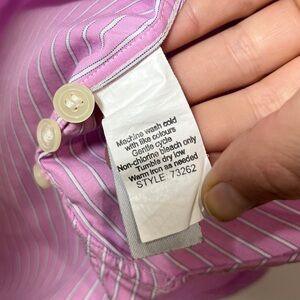 Machine wash cold
with like colours
Gentle cycle
Non-chlorine bleach only
Tumble dry low
Warm Iron as needed
STYLE 73262